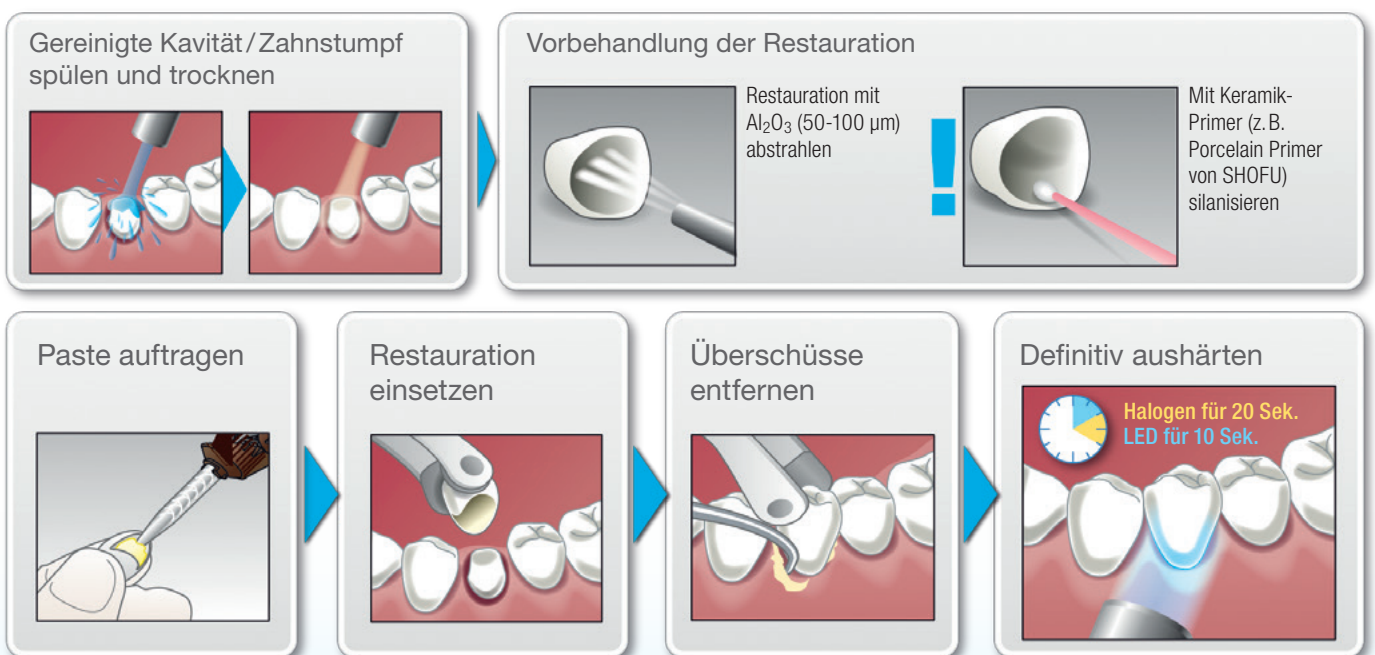 Gereinigte Kavität/Zahnstumpf
spülen und trocknen
Vorbehandlung der Restauration
Restauration mit
Al₂O₃ (50-100 µm)
abstrahlen
!
Mit Keramik-
Primer (z. B.
Porcelain Primer
von SHOFU)
silanisieren
Paste auftragen
Restauration
einsetzen
Überschüsse
entfernen
Definitiv aushärten
Halogen für 20 Sek.
LED für 10 Sek.